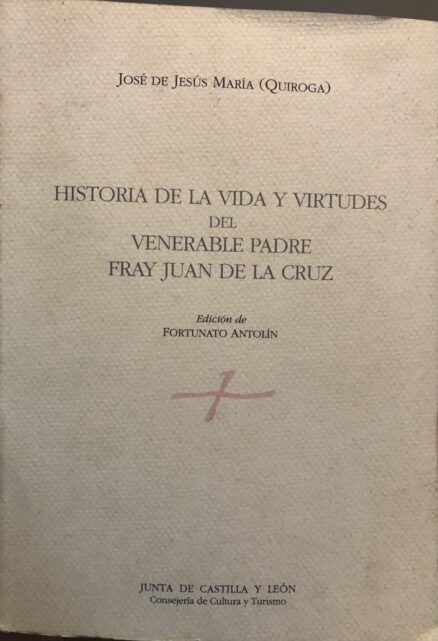 JOSÉ DE JESÚS MARÍA (QUIROGA)
HISTORIA DE LA VIDA Y VIRTUDES
DEL
VENERABLE PADRE
FRAY JUAN DE LA CRUZ
Edición de
FORTUNATO ANTOLÍN
JUNTA DE CASTILLA Y LEÓN
Consejería de Cultura y Turismo